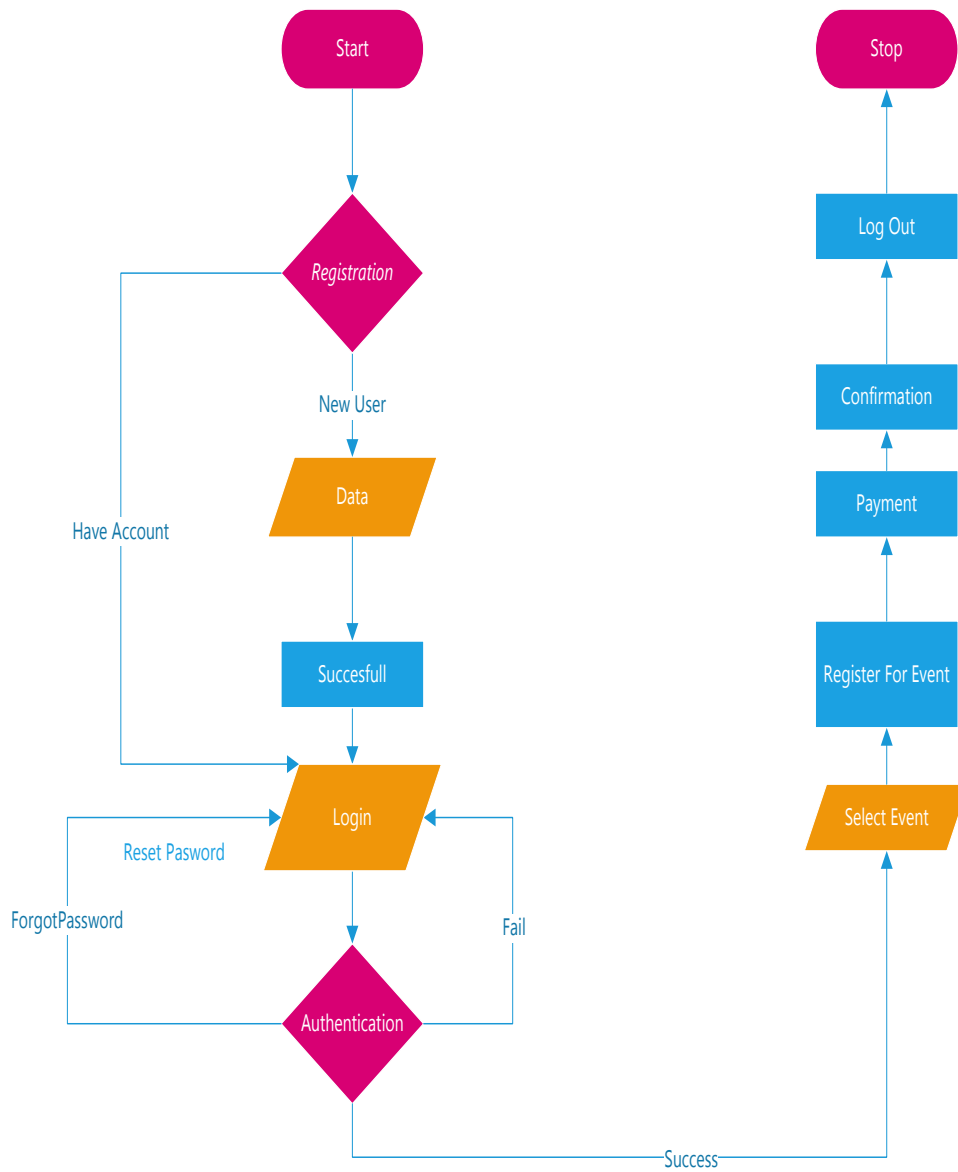 Start
Registration
New User
Data
Have Account
Succesfull
Login
Reset Pasword
ForgotPassword
Fail
Authentication
Success
Select Event
Register For Event
Payment
Confirmation
Log Out
Stop